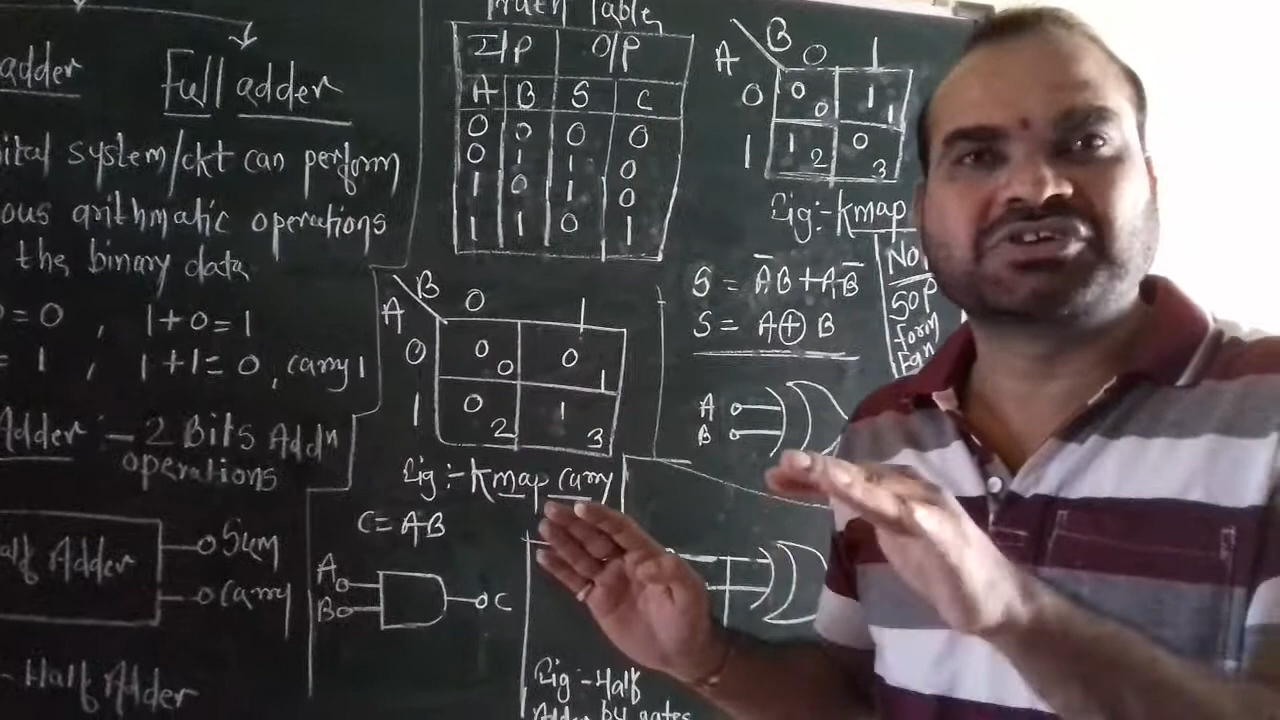 adder
Full adder
ital system/ckt can perform
ous arithmatic operations
the binary data
= 0 , 1+0=1
= 1 , 1+1=0, carry 1
Adder :- 2 Bits Addn
operations
alf Adder
Sum
Carry
- Half Adder
Truth Table
I/P O/P
A B S C
0 0 0 0
0 1 1 0
1 0 1 0
1 1 0 1
B
A 0 1
0 0 0 0 1
1 0 2 1 3
Fig :- Kmap carry
C= AB
A
B C
B
A 0 1
0 0 0 1 1
1 1 2 0 3
Fig:- Kmap
S = A̅B + AB̅
S = A⊕B
No
SOP
form
A
B
Fig :- Half
Adder by gates